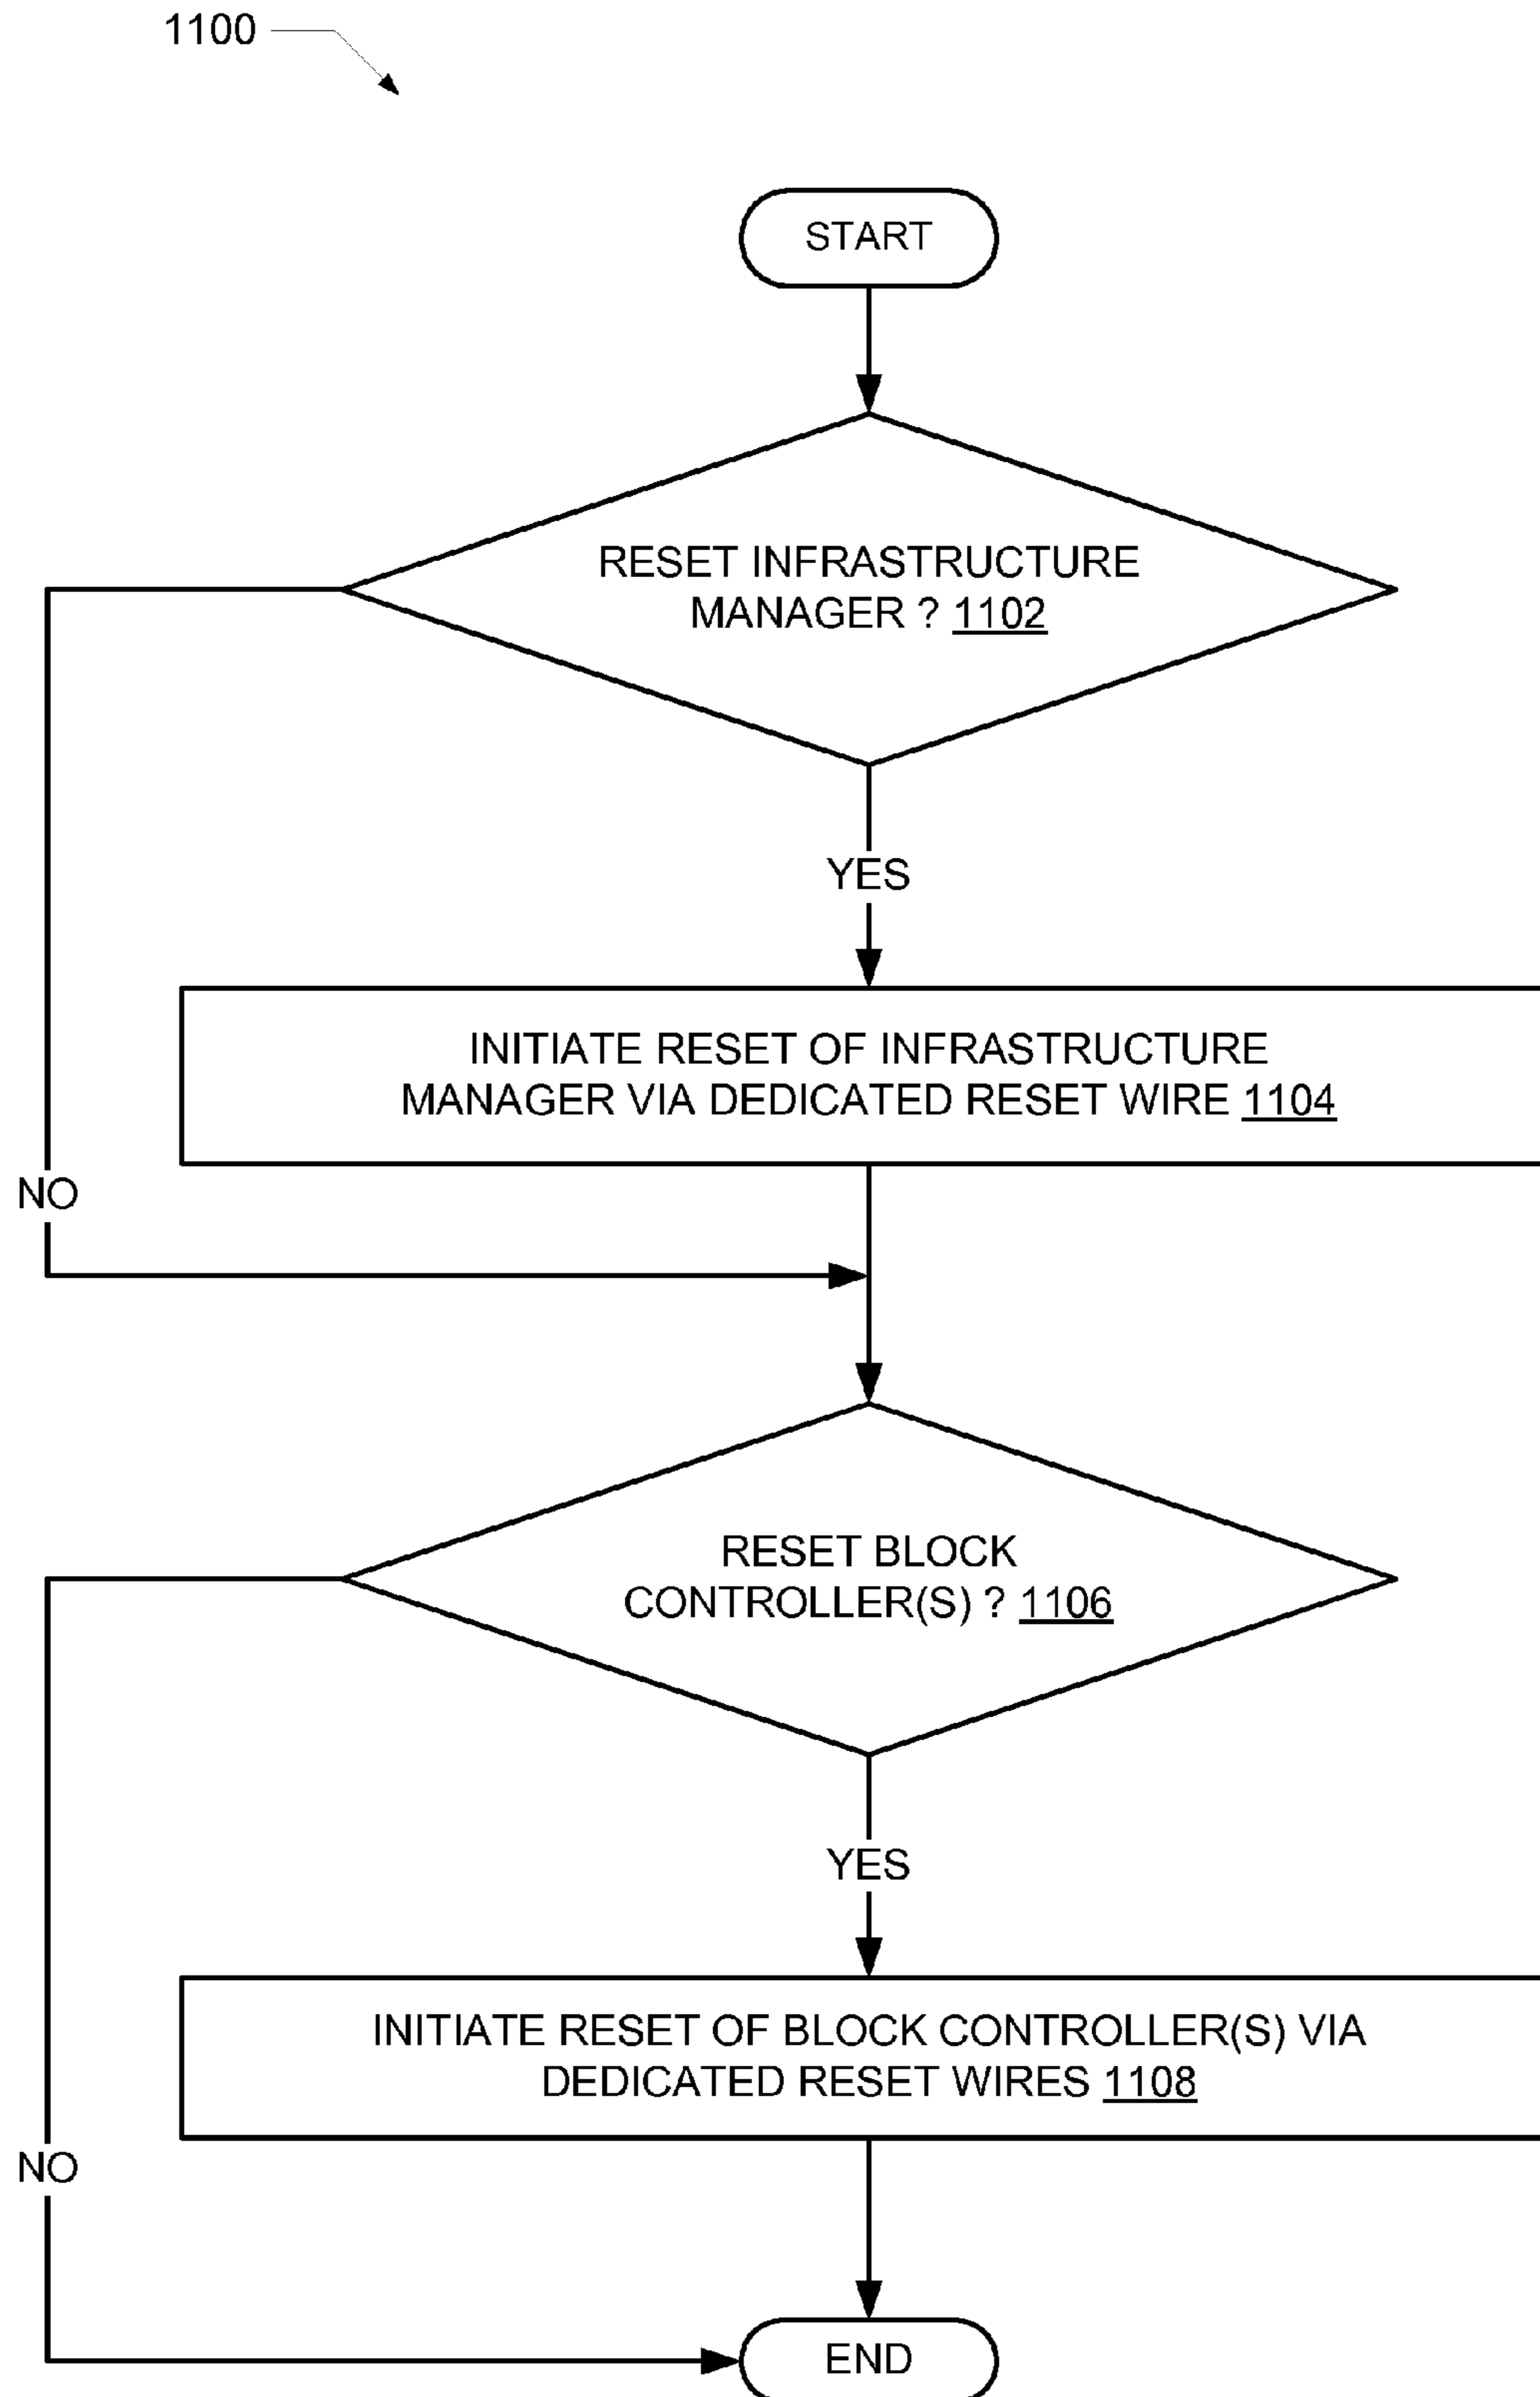 1100
START
RESET INFRASTRUCTURE
MANAGER ? 1102
YES
INITIATE RESET OF INFRASTRUCTURE
MANAGER VIA DEDICATED RESET WIRE 1104
NO
RESET BLOCK
CONTROLLER(S) ? 1106
YES
INITIATE RESET OF BLOCK CONTROLLER(S) VIA
DEDICATED RESET WIRES 1108
NO
END